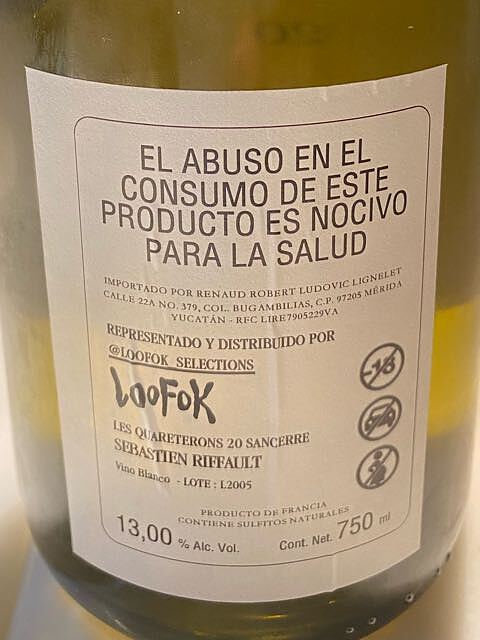 EL ABUSO EN EL
CONSUMO DE ESTE
PRODUCTO ES NOCIVO
PARA LA SALUD
IMPORTADO POR RENAUD ROBERT LUDOVIC LIGNELET
CALLE 22A NO. 379, COL. BUGAMBILIAS, C.P. 97205 MÉRIDA
YUCATÁN - RFC LIRE7905229VA
REPRESENTADO Y DISTRIBUIDO POR
@LOOFOK_SELECTIONS
LOOFOK
-18
LES QUARETERONS 20 SANCERRE
SEBASTIEN RIFFAULT
Vino Blanco - LOTE : L2005
PRODUCTO DE FRANCIA
CONTIENE SULFITOS NATURALES
13,00 % Alc. Vol.
Cont. Net. 750 ml